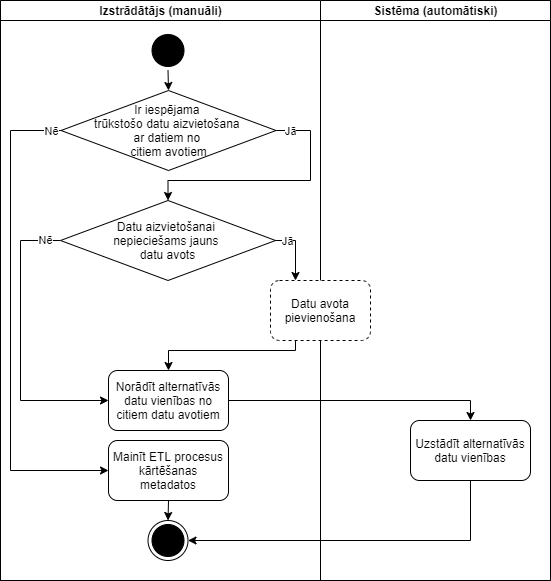 Izstrādātājs (manuāli)
Sistēma (automātiski)
Ir iespējama
trūkstošo datu aizvietošana
ar datiem no
citiem avotiem
Nē
Jā
Datu aizvietošanai
nepieciešams jauns
datu avots
Nē
Jā
Datu avota
pievienošana
Norādīt alternatīvās
datu vienības no
citiem datu avotiem
Uzstādīt alternatīvās
datu vienības
Mainīt ETL procesus
kārtēšanas
metadatos